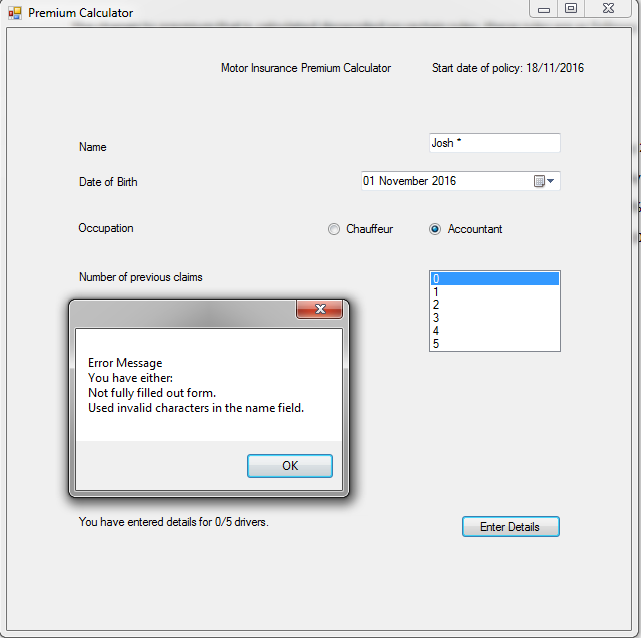 Premium Calculator
Motor Insurance Premium Calculator
Start date of policy: 18/11/2016
Name
Josh *
Date of Birth
01 November 2016
Occupation
Chauffeur
Accountant
Number of previous claims
0
1
2
3
4
5
Error Message
You have either:
Not fully filled out form.
Used invalid characters in the name field.
OK
You have entered details for 0/5 drivers.
Enter Details